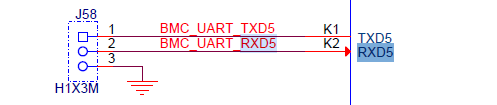 J58
1 BMC_UART_TXD5 K1 TXD5
2 BMC_UART_RXD5 K2 RXD5
3
H1X3M